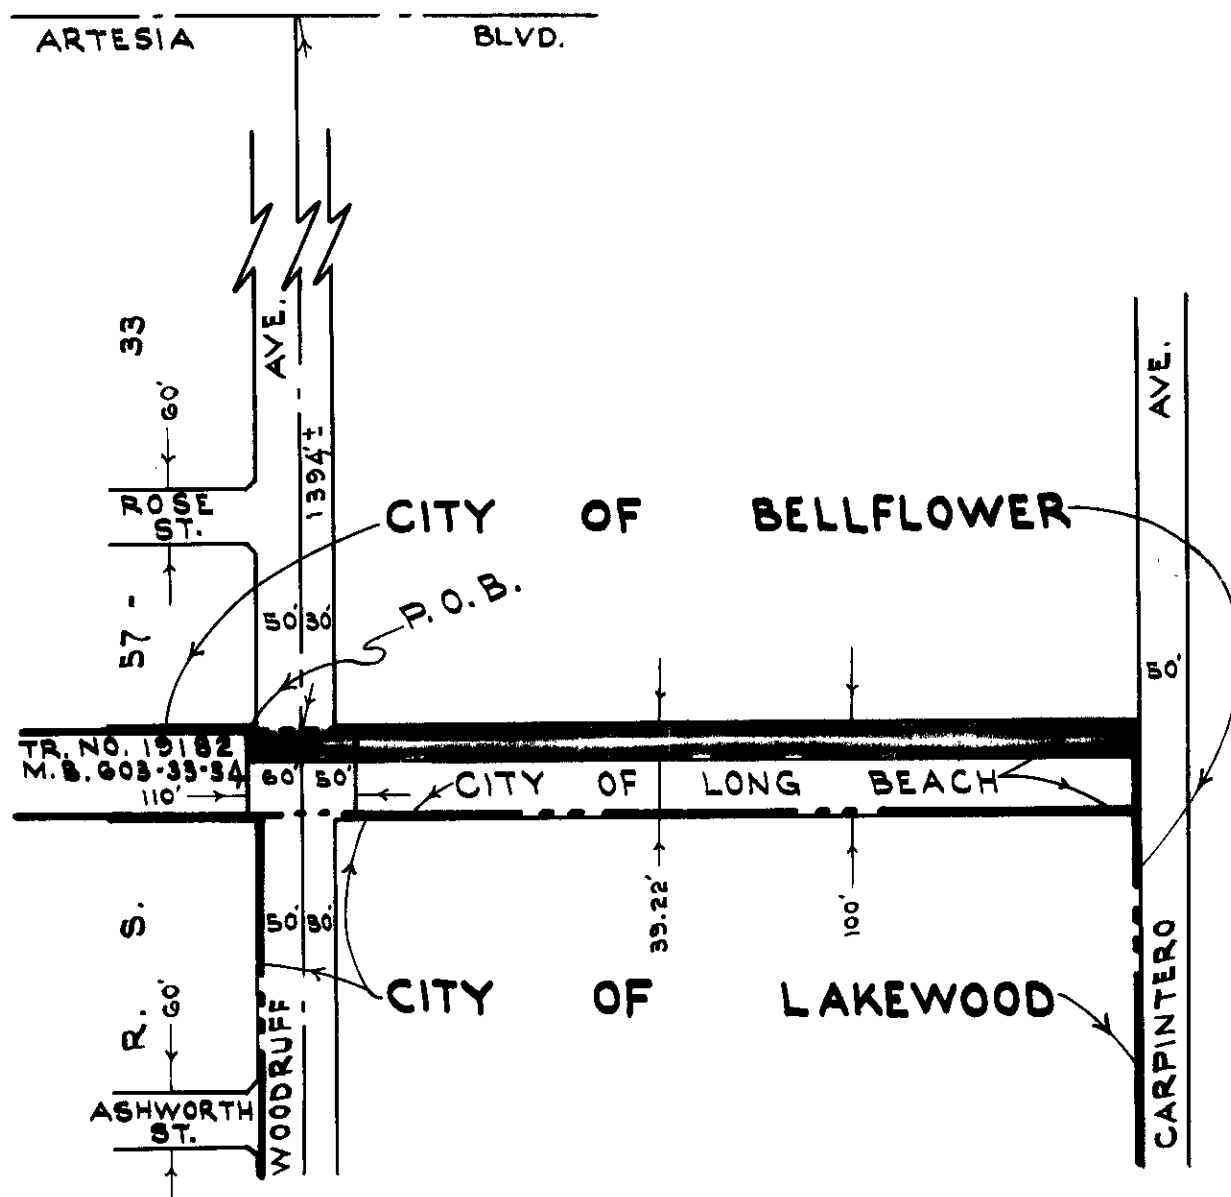 ARTESIA BLVD.
AVE.
33
60'
1394'±
AVE.
ROSE
ST.
CITY OF BELLFLOWER
P.O.B.
57 -
50' 30'
50'
TR. NO. 19182
M.B. 603-33-34
60' 50'
110'
CITY OF LONG BEACH
R. S.
50' 30'
39.22'
100'
60'
CITY OF LAKEWOOD
WOODRUFF
CARPINTERO
ASHWORTH
ST.